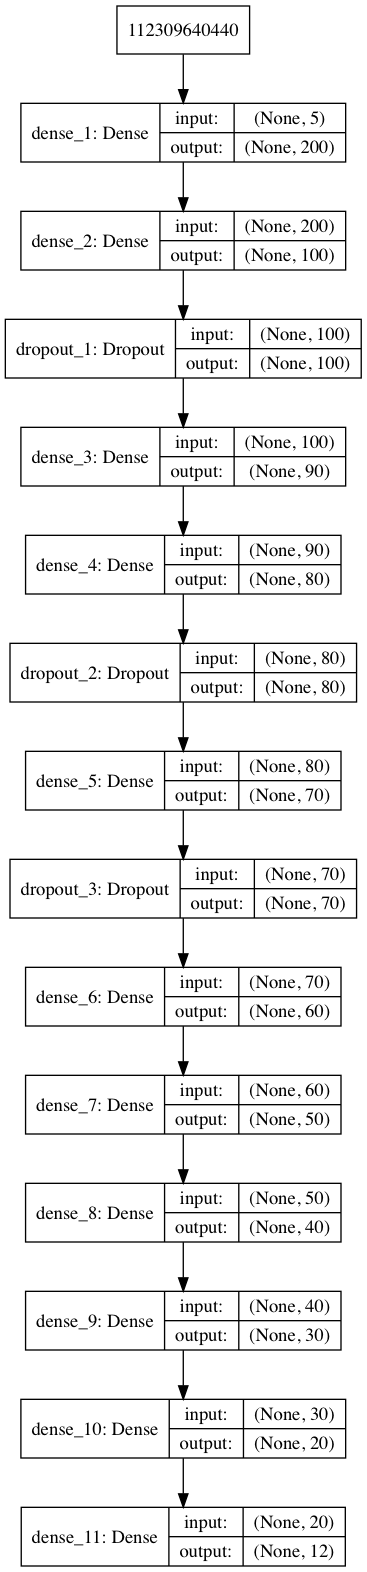 112309640440
dense_1: Dense
input: (None, 5)
output: (None, 200)
dense_2: Dense
input: (None, 200)
output: (None, 100)
dropout_1: Dropout
input: (None, 100)
output: (None, 100)
dense_3: Dense
input: (None, 100)
output: (None, 90)
dense_4: Dense
input: (None, 90)
output: (None, 80)
dropout_2: Dropout
input: (None, 80)
output: (None, 80)
dense_5: Dense
input: (None, 80)
output: (None, 70)
dropout_3: Dropout
input: (None, 70)
output: (None, 70)
dense_6: Dense
input: (None, 70)
output: (None, 60)
dense_7: Dense
input: (None, 60)
output: (None, 50)
dense_8: Dense
input: (None, 50)
output: (None, 40)
dense_9: Dense
input: (None, 40)
output: (None, 30)
dense_10: Dense
input: (None, 30)
output: (None, 20)
dense_11: Dense
input: (None, 20)
output: (None, 12)